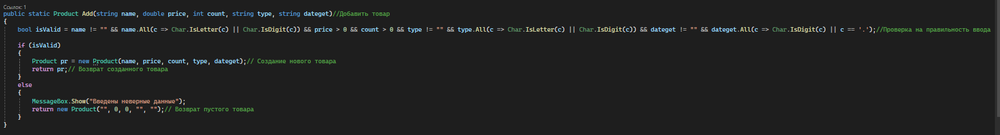 Ссылок: 1
public static Product Add(string name, double price, int count, string type, string dateget)//Добавить товар
{
bool isValid = name != "" && name.All(c => Char.IsLetter(c) || Char.IsDigit(c)) && price > 0 && count > 0 && type != "" && type.All(c => Char.IsLetter(c) || Char.IsDigit(c)) && dateget != "" && dateget.All(c => Char.IsDigit(c) || c == '.');//Проверка на правильность ввода
if (isValid)
{
Product pr = new Product(name, price, count, type, dateget);// Создание нового товара
return pr;// Возврат созданного товара
}
else
{
MessageBox.Show("Введены неверные данные");
return new Product("", 0, 0, "", "");// Возврат пустого товара
}
}